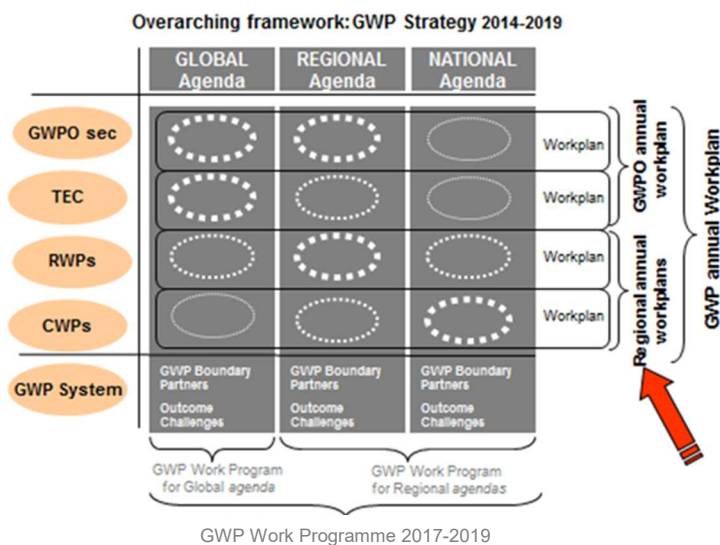 Overarching framework: GWP Strategy 2014-2019
GLOBAL
Agenda
REGIONAL
Agenda
NATIONAL
Agenda
GWPO sec
Workplan
TEC
Workplan
RWPs
Workplan
CWPs
Workplan
GWPO annual
workplan
Regional annual
workplans
GWP annual Workplan
GWP System
GWP Boundary
Partners
Outcome
Challenges
GWP Boundary
Partners
Outcome
Challenges
GWP Boundary
Partners
Outcome
Challenges
GWP Work Program
for Global agenda
GWP Work Program
for Regional agendas
GWP Work Programme 2017-2019